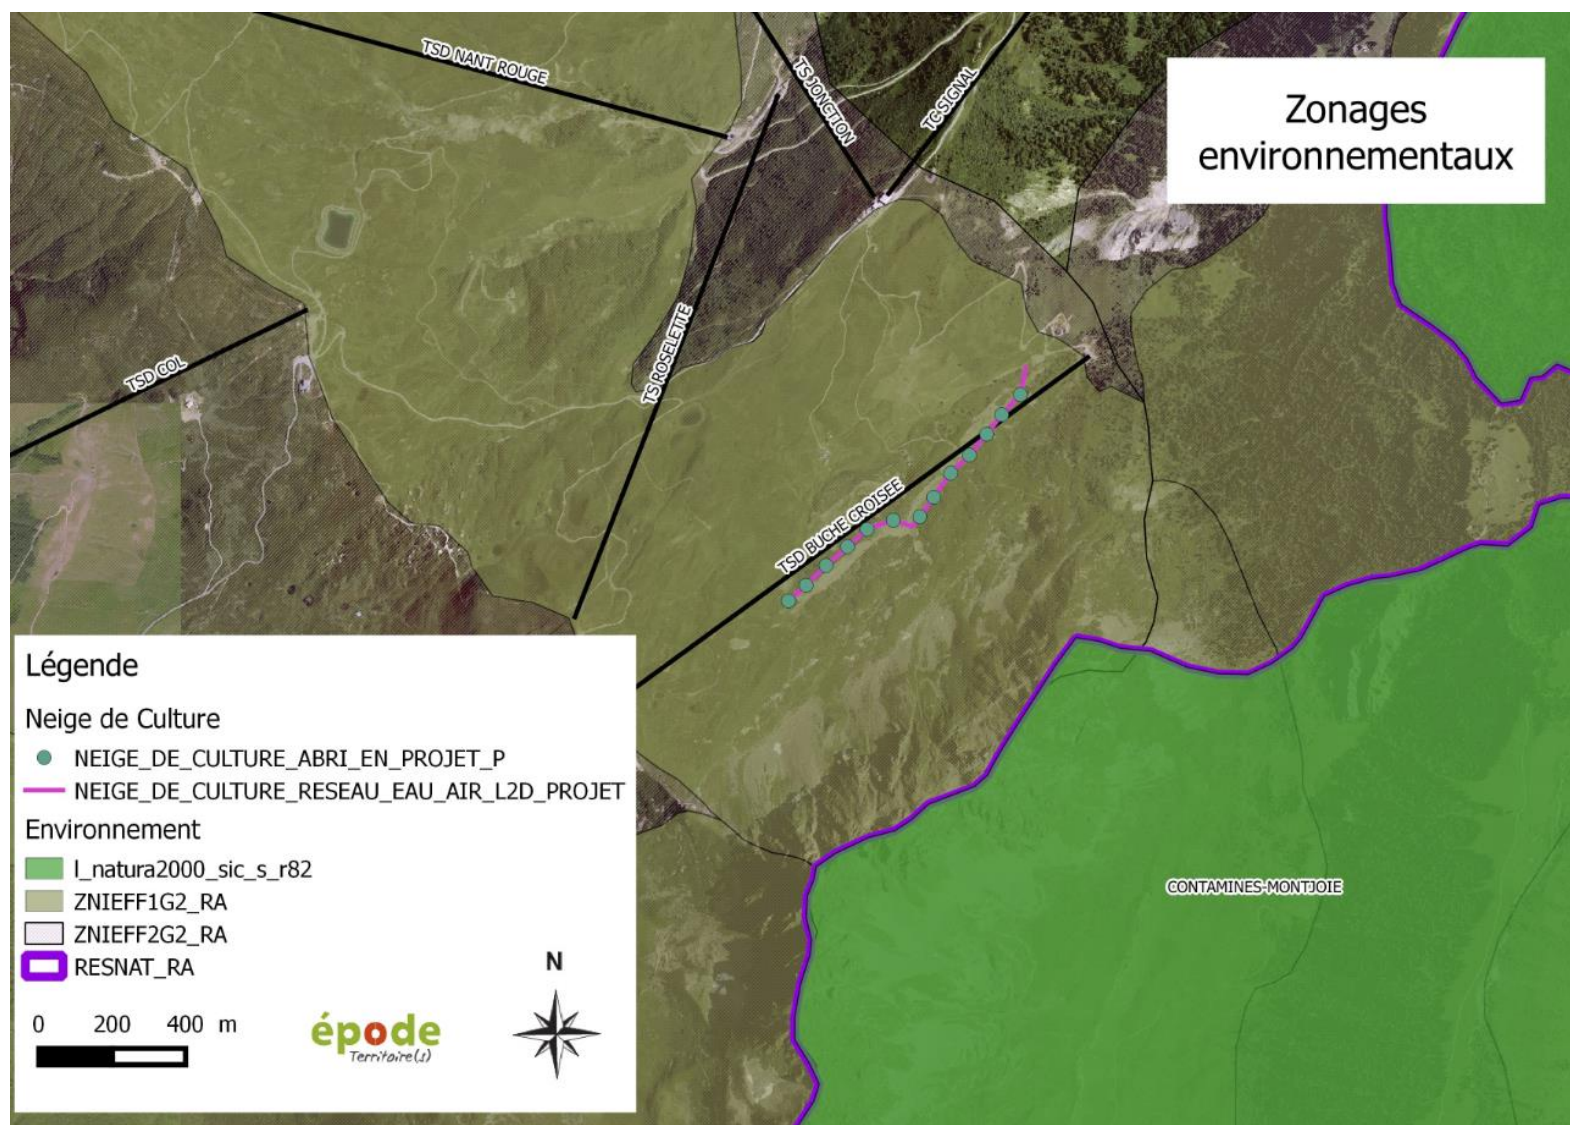 TSD NANT ROUGE
TS JONCTION
TC SIGNAL
Zonages
environnementaux
TSD COL
TS ROSELETTE
TSD BUCHE CROISEE
CONTAMINES-MONTJOIE
Légende
Neige de Culture
NEIGE_DE_CULTURE_ABRI_EN_PROJET_P
NEIGE_DE_CULTURE_RESEAU_EAU_AIR_L2D_PROJET
Environnement
l_natura2000_sic_s_r82
ZNIEFF1G2_RA
ZNIEFF2G2_RA
RESNAT_RA
N
0 200 400 m
épode
Territoire(s)